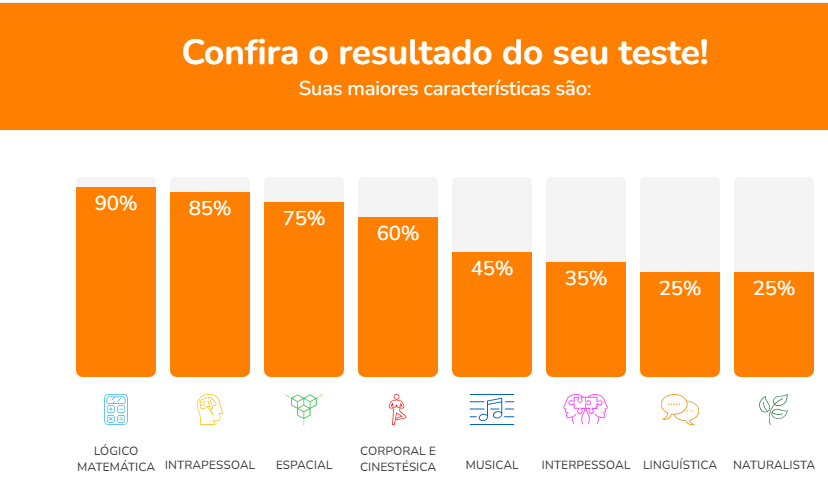 Confira o resultado do seu teste!
Suas maiores características são:
90%
85%
75%
60%
45%
35%
25%
25%
LÓGICO
MATEMÁTICA
INTRAPESSOAL
ESPACIAL
CORPORAL E
CINESTÉSICA
MUSICAL
INTERPESSOAL
LINGUÍSTICA
NATURALISTA